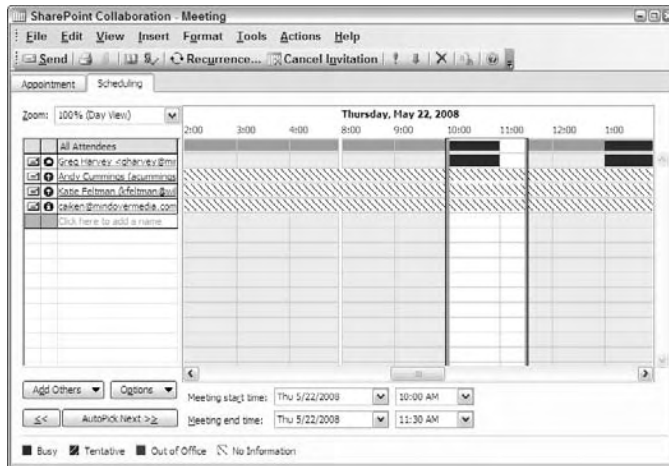 SharePoint Collaboration - Meeting
File Edit View Insert Format Tools Actions Help
Send Recurrence... Cancel Invitation
Appointment Scheduling
Zoom: 100% (Day View)
Thursday, May 22, 2008
2:00 3:00 4:00 8:00 9:00 10:00 11:00 12:00 1:00
All Attendees
Greg Harvey <gharvey@mi
Andy Cummings (acummings
Katie Feltman (kfeltman@wi
caiken@mindovermedia.com
Click here to add a name
Add Others Options
Meeting start time: Thu 5/22/2008 10:00 AM
<< AutoPick Next >>
Meeting end time: Thu 5/22/2008 11:30 AM
Busy Tentative Out of Office No Information